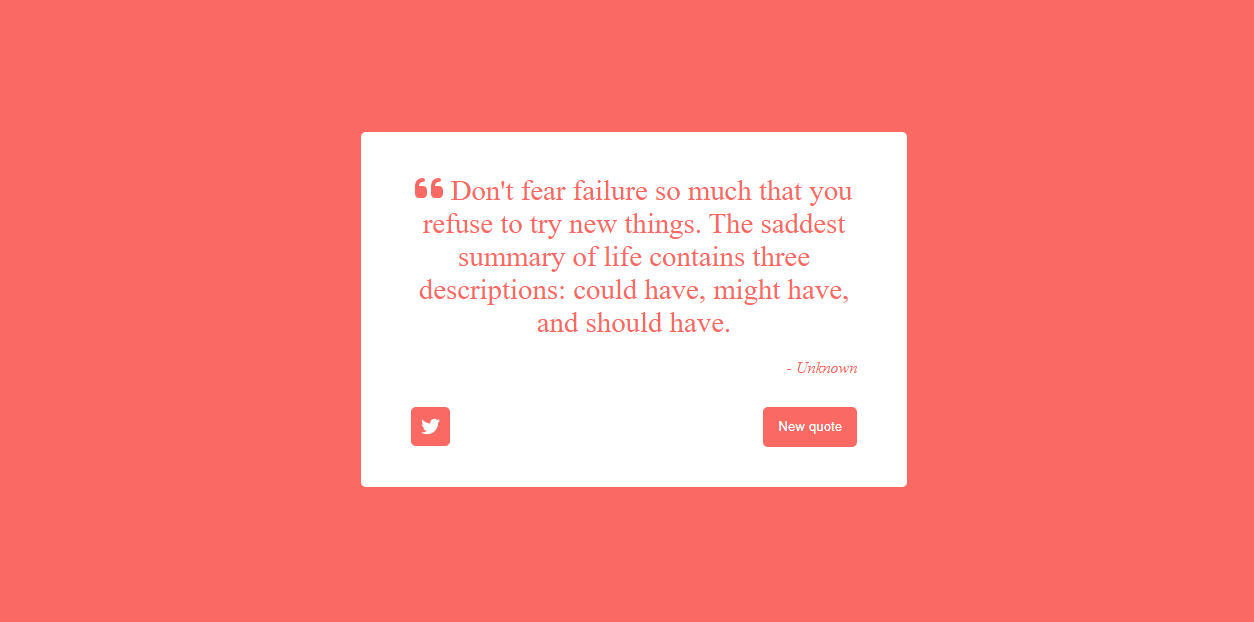 Don't fear failure so much that you
refuse to try new things. The saddest
summary of life contains three
descriptions: could have, might have,
and should have.
- Unknown
New quote